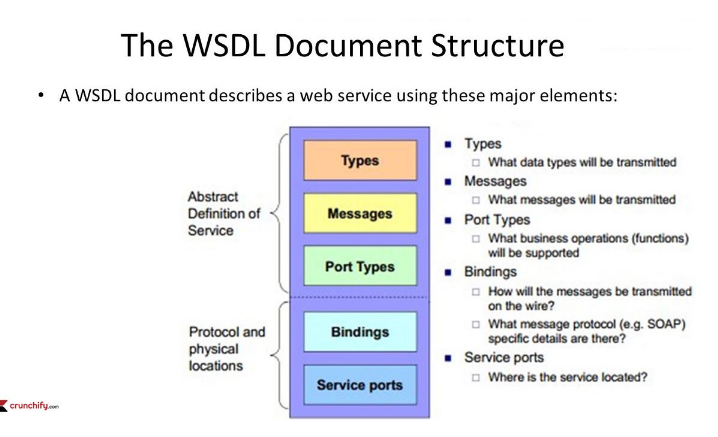 The WSDL Document Structure
• A WSDL document describes a web service using these major elements:
Abstract
Definition of
Service
Protocol and
physical
locations
Types
Messages
Port Types
Bindings
Service ports
Types
What data types will be transmitted
Messages
What messages will be transmitted
Port Types
What business operations (functions)
will be supported
Bindings
How will the messages be transmitted
on the wire?
What message protocol (e.g. SOAP)
specific details are there?
Service ports
Where is the service located?
crunchify.com